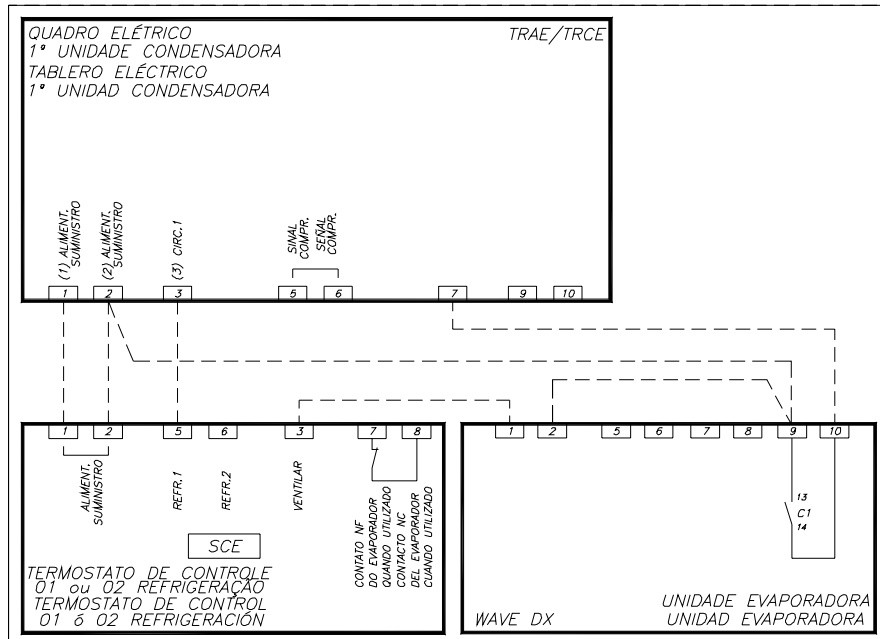 QUADRO ELÉTRICO
1ª UNIDADE CONDENSADORA
TABLERO ELÉCTRICO
1ª UNIDAD CONDENSADORA
TRAE/TRCE
(1) ALIMENT.
SUMINISTRO
(2) ALIMENT.
SUMINISTRO
(3) CIRC.1
SINAL
COMPR.
SEÑAL
COMPR.
1 2 3 5 6 7 9 10
1 2 5 6 3 7 8
ALIMENT.
SUMINISTRO
REFR.1
REFR.2
VENTILAR
CONTATO NF
DO EVAPORADOR
QUANDO UTILIZADO
CONTACTO NC
DEL EVAPORADOR
CUANDO UTILIZADO
SCE
TERMOSTATO DE CONTROLE
01 ou 02 REFRIGERAÇÃO
TERMOSTATO DE CONTROL
01 ó 02 REFRIGERACIÓN
1 2 5 6 7 8 9 10
13
C1
14
WAVE DX
UNIDADE EVAPORADORA
UNIDAD EVAPORADORA